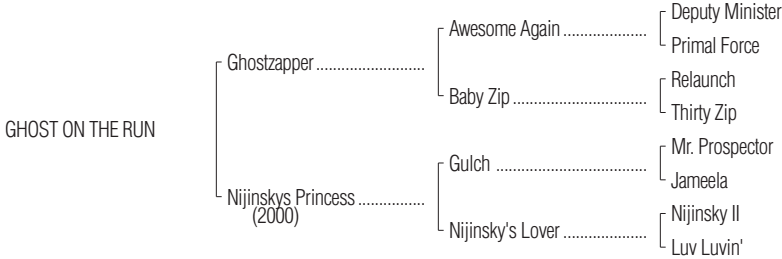 Deputy Minister
Awesome Again ....................
Primal Force
Ghostzapper ..........................
Relaunch
Baby Zip ................................
Thirty Zip
GHOST ON THE RUN
Mr. Prospector
Gulch ....................................
Jameela
Nijinskys Princess ................
(2000)
Nijinsky II
Nijinsky's Lover ....................
Luv Luvin'